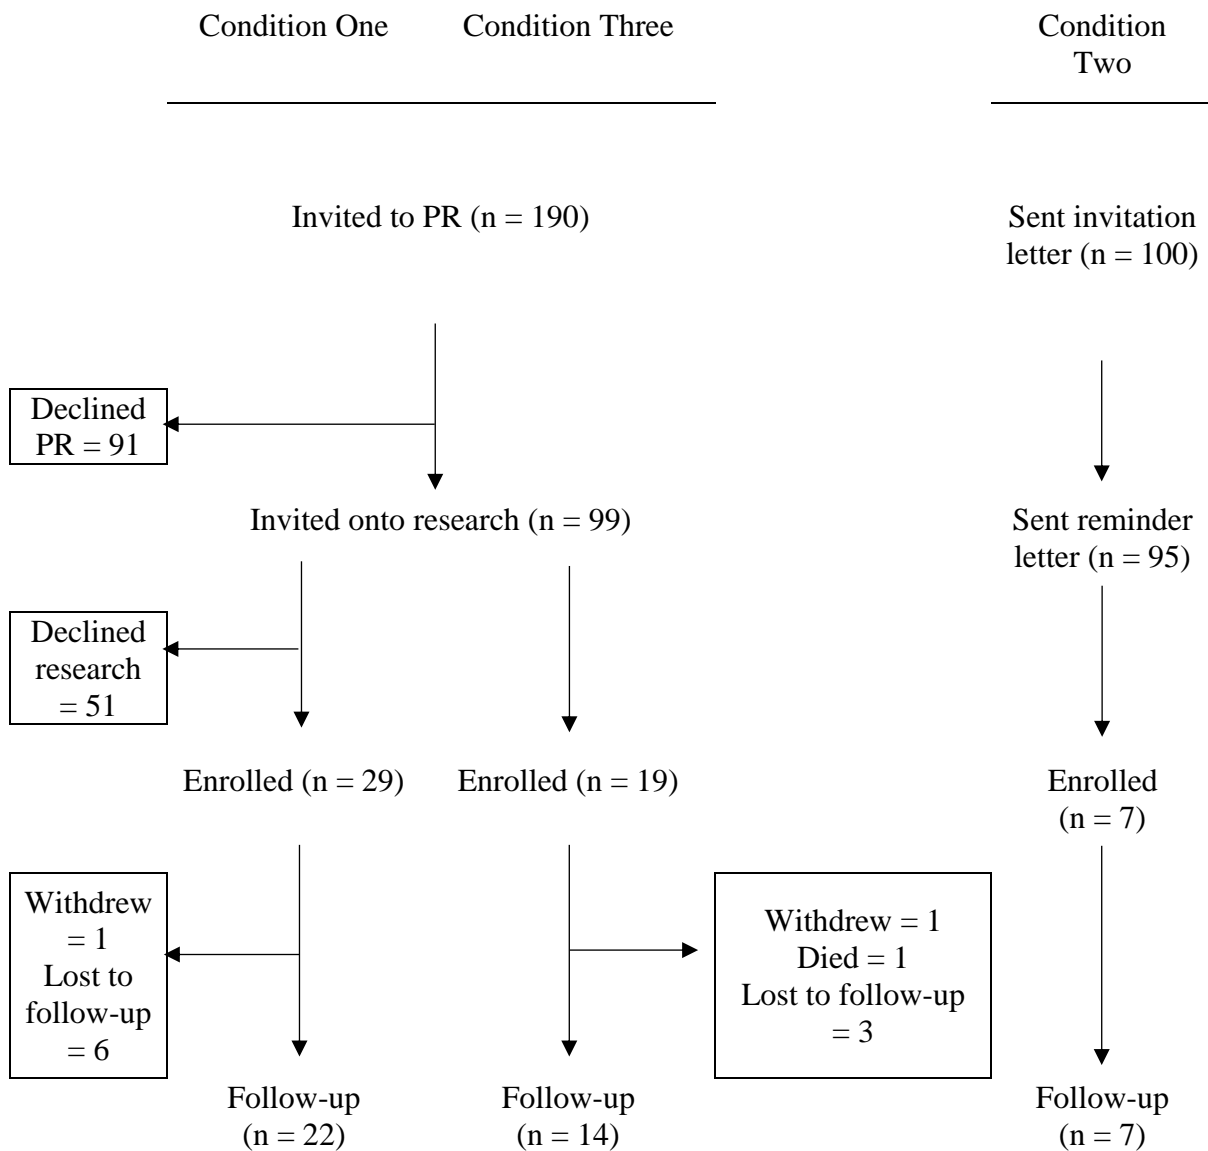 Condition One
Condition Three
Condition
Two
Invited to PR (n = 190)
Sent invitation
letter (n = 100)
Declined
PR = 91
Invited onto research (n = 99)
Sent reminder
letter (n = 95)
Declined
research
= 51
Enrolled (n = 29)
Enrolled (n = 19)
Enrolled
(n = 7)
Withdrew
= 1
Lost to
follow-up
= 6
Withdrew = 1
Died = 1
Lost to follow-up
= 3
Follow-up
(n = 22)
Follow-up
(n = 14)
Follow-up
(n = 7)